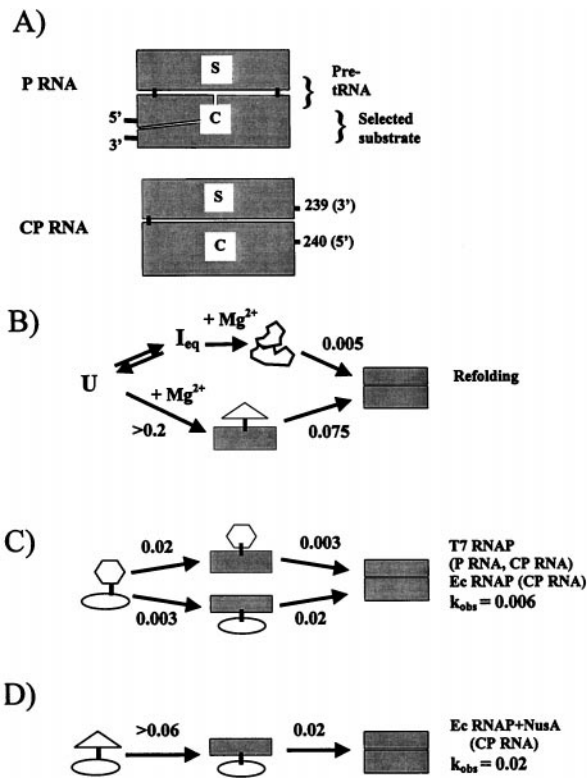 A)
P RNA
S
C
5'
3'
} Pre-tRNA
} Selected substrate
CP RNA
S
C
239 (3')
240 (5')
B)
U
Ieq
+ Mg2+
0.005
+ Mg2+
>0.2
0.075
Refolding
C)
0.02
0.003
0.003
0.02
T7 RNAP
(P RNA, CP RNA)
Ec RNAP (CP RNA)
kobs = 0.006
D)
>0.06
0.02
Ec RNAP+NusA
(CP RNA)
kobs = 0.02